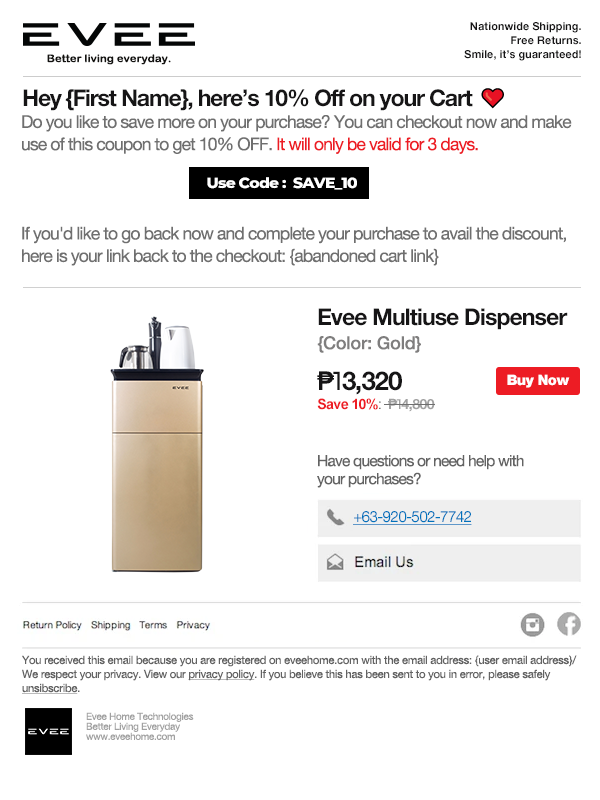 EVEE
Better living everyday.
Nationwide Shipping.
Free Returns.
Smile, it's guaranteed!
Hey {First Name}, here's 10% Off on your Cart
Do you like to save more on your purchase? You can checkout now and make
use of this coupon to get 10% OFF. It will only be valid for 3 days.
Use Code : SAVE_10
If you'd like to go back now and complete your purchase to avail the discount,
here is your link back to the checkout: {abandoned cart link}
EVEE
Evee Multiuse Dispenser
{Color: Gold}
₱13,320
Buy Now
Save 10%: ₱14,800
Have questions or need help with
your purchases?
+63-920-502-7742
Email Us
Return Policy Shipping Terms Privacy
You received this email because you are registered on eveehome.com with the email address: {user email address}/
We respect your privacy. View our privacy policy. If you believe this has been sent to you in error, please safely
unsibscribe.
EVEE
Evee Home Technologies
Better Living Everyday
www.eveehome.com